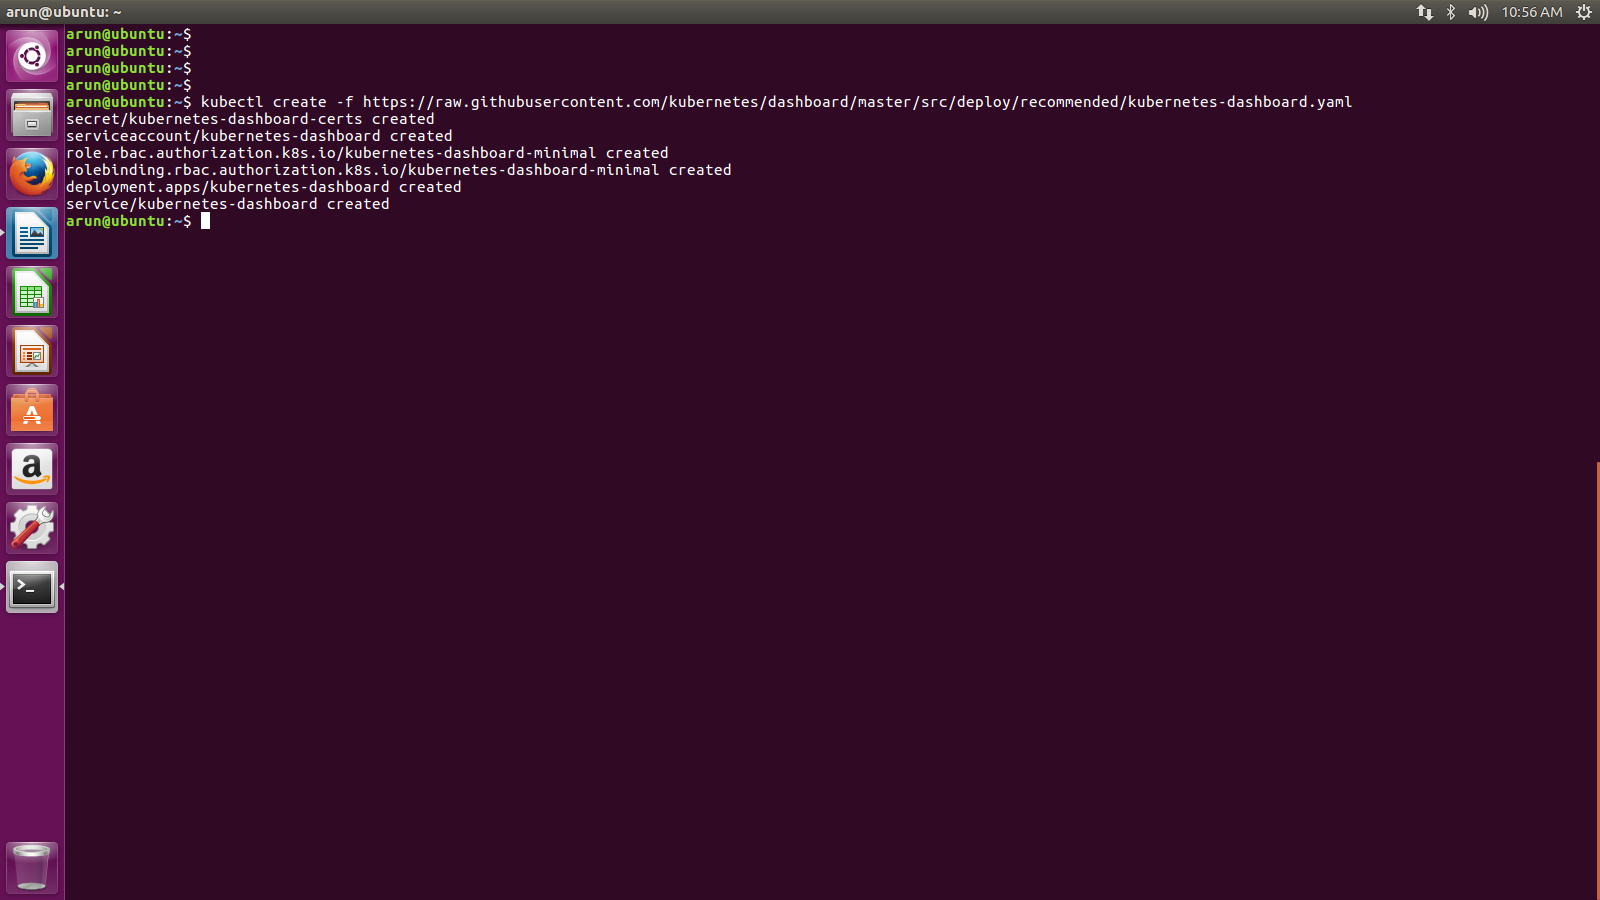 arun@ubuntu: ~
10:56 AM
arun@ubuntu:~$
arun@ubuntu:~$
arun@ubuntu:~$
arun@ubuntu:~$
arun@ubuntu:~$ kubectl create -f https://raw.githubusercontent.com/kubernetes/dashboard/master/src/deploy/recommended/kubernetes-dashboard.yaml
secret/kubernetes-dashboard-certs created
serviceaccount/kubernetes-dashboard created
role.rbac.authorization.k8s.io/kubernetes-dashboard-minimal created
rolebinding.rbac.authorization.k8s.io/kubernetes-dashboard-minimal created
deployment.apps/kubernetes-dashboard created
service/kubernetes-dashboard created
arun@ubuntu:~$